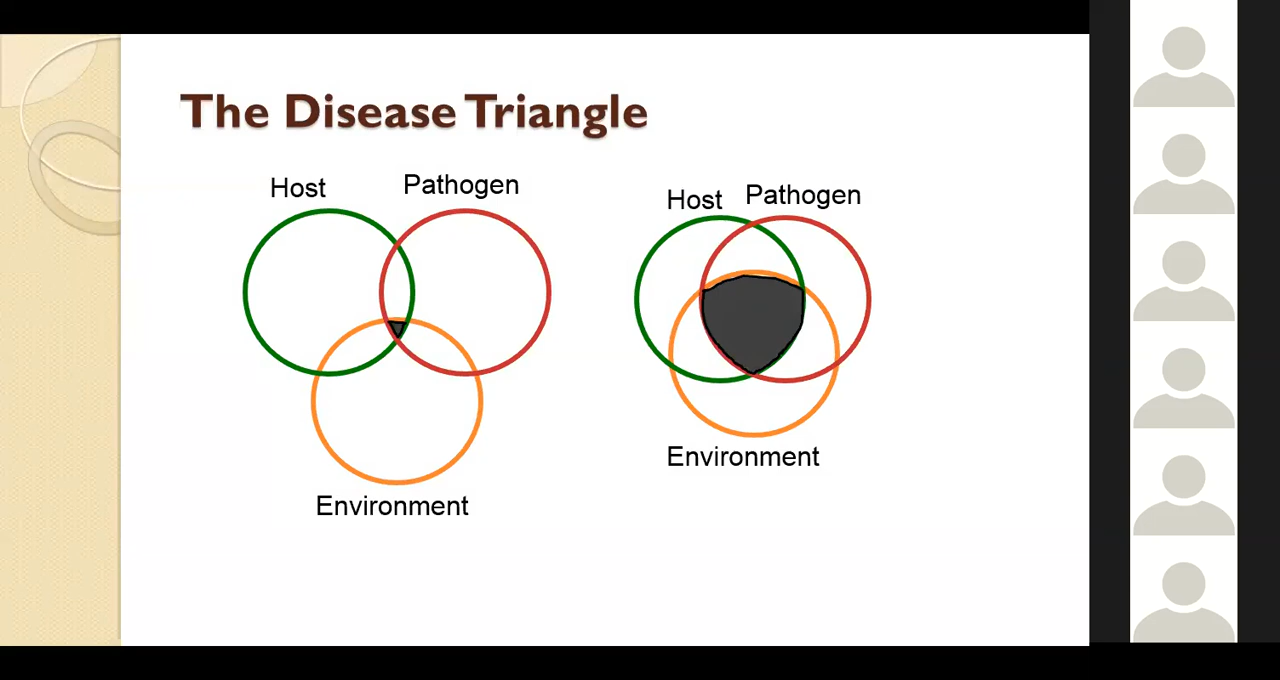 The Disease Triangle
Host
Pathogen
Environment
Host
Pathogen
Environment